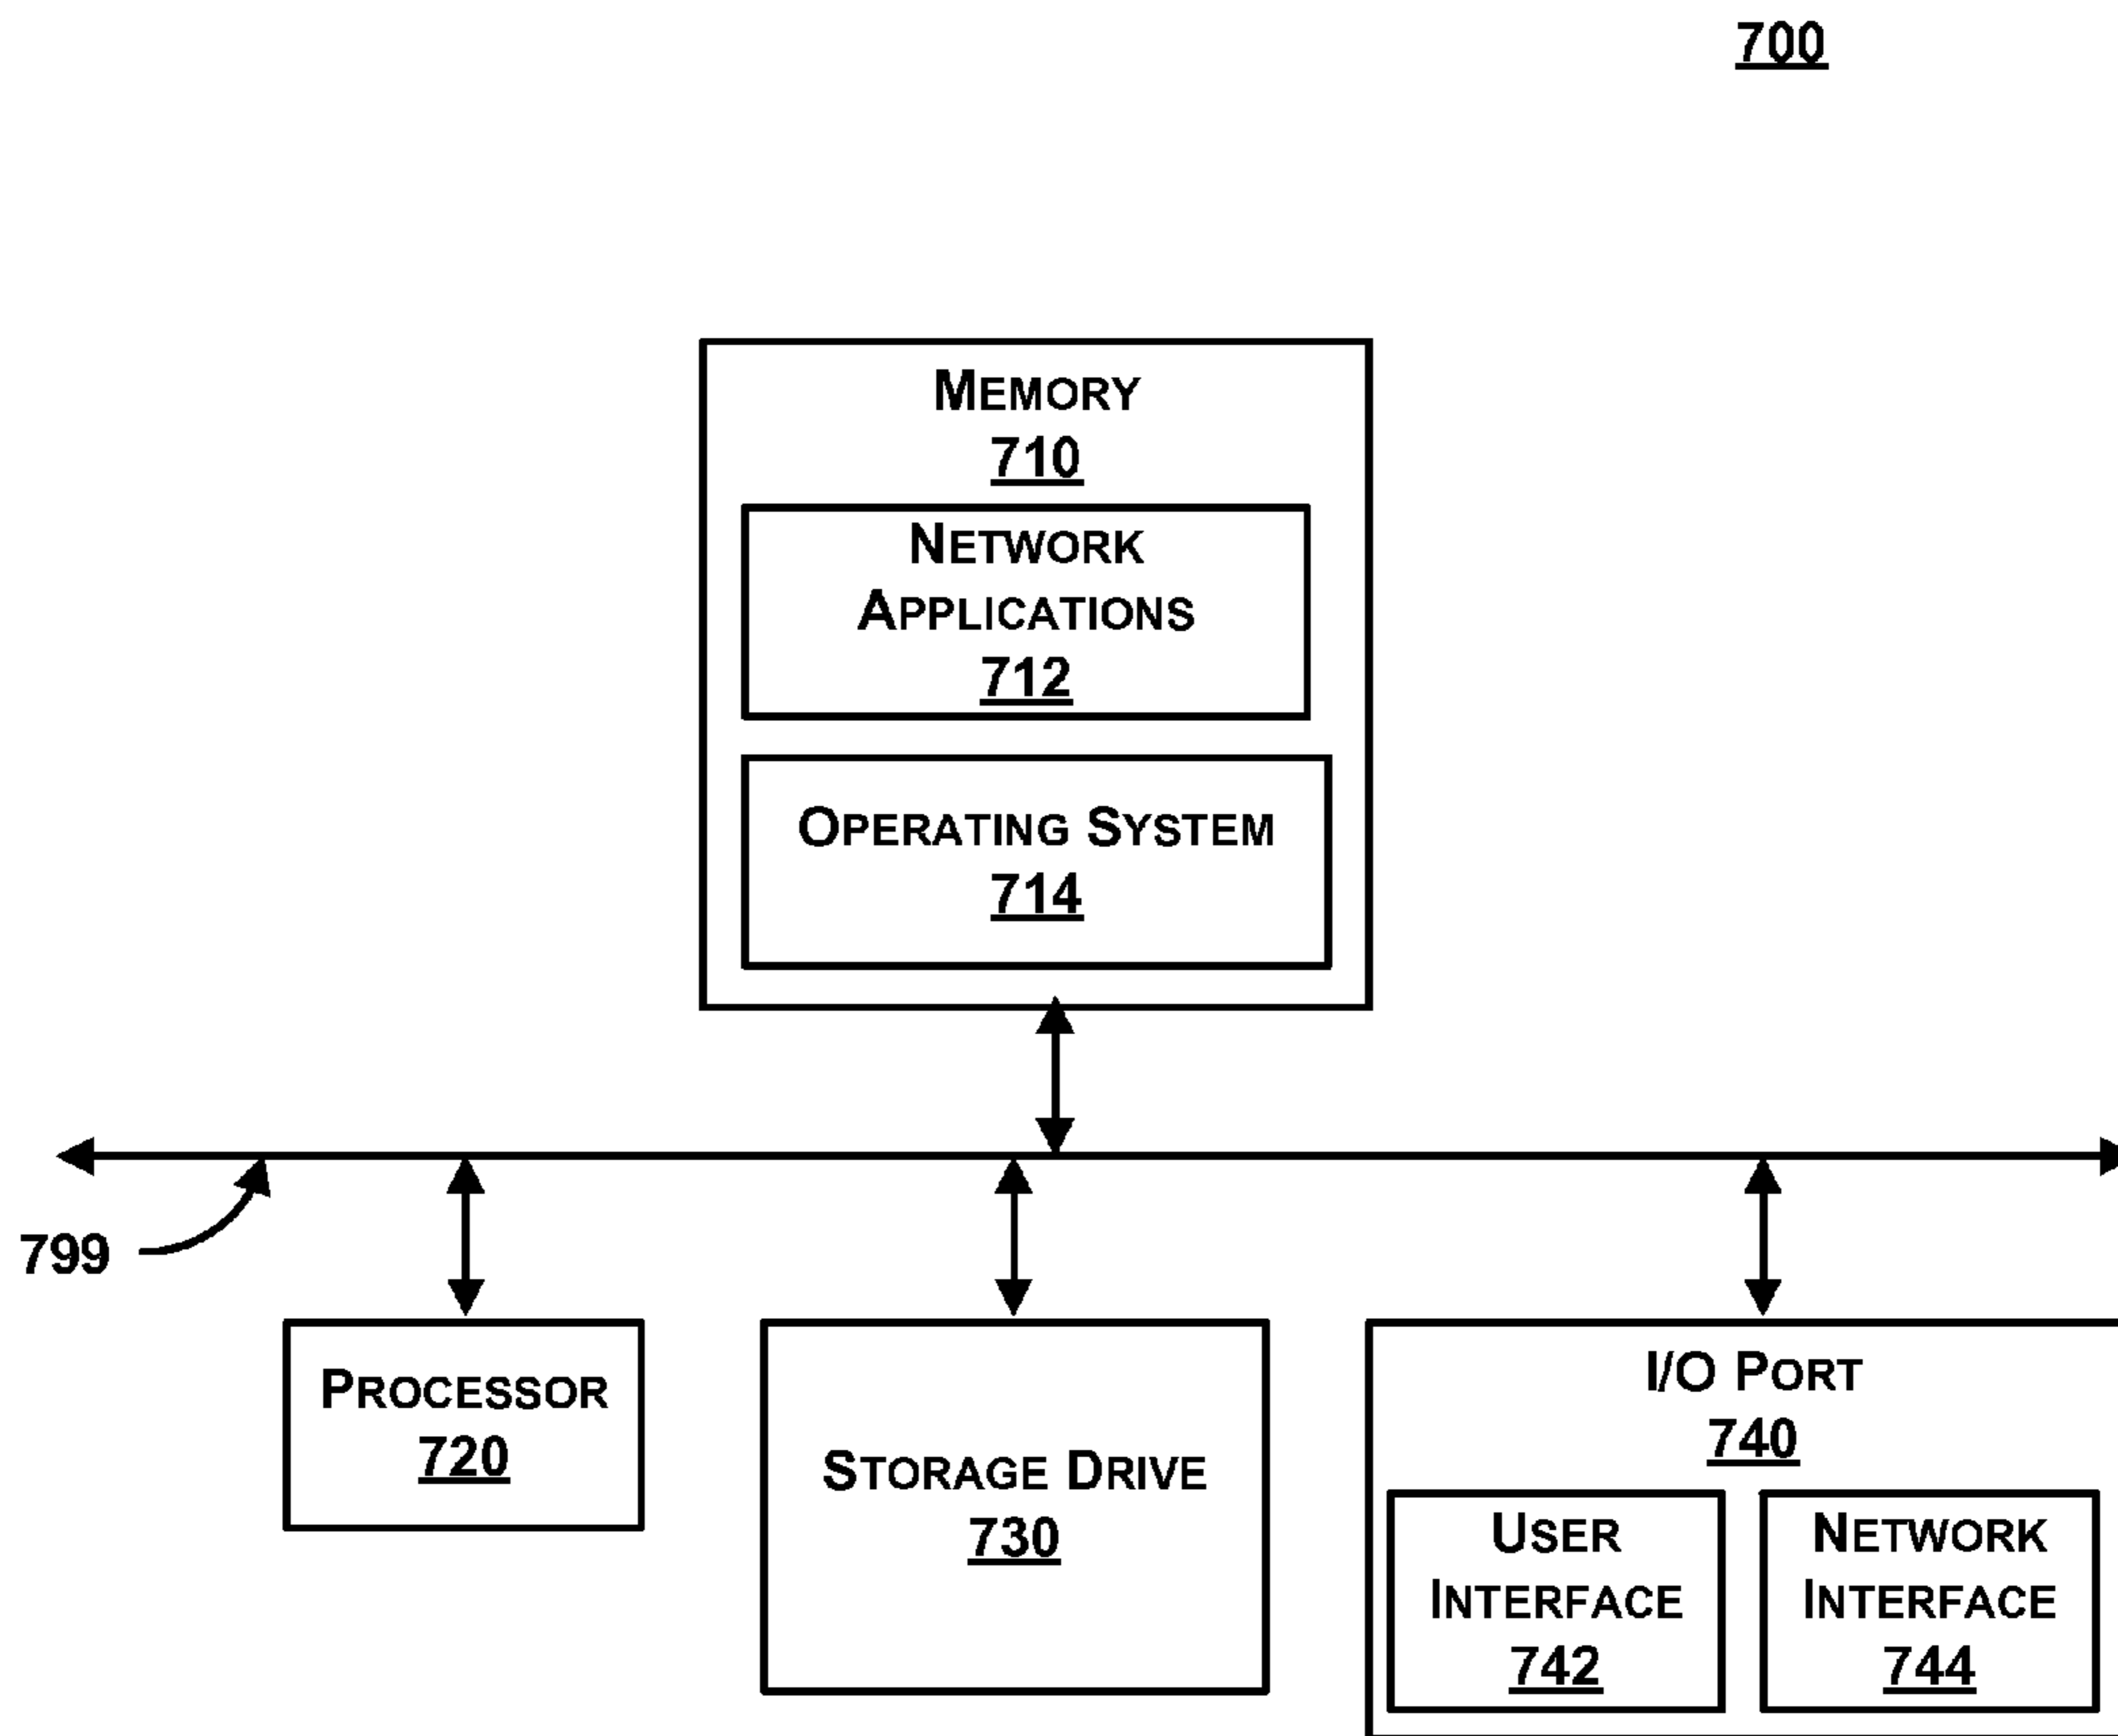 700
MEMORY
710
NETWORK
APPLICATIONS
712
OPERATING SYSTEM
714
799
PROCESSOR
720
STORAGE DRIVE
730
I/O PORT
740
USER
INTERFACE
742
NETWORK
INTERFACE
744